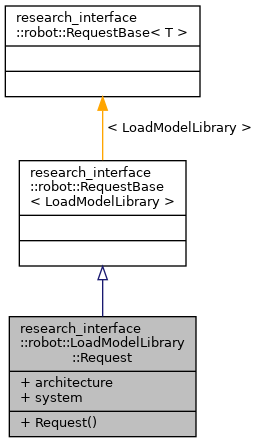 research_interface
::robot::RequestBase< T >
< LoadModelLibrary >
research_interface
::robot::RequestBase
< LoadModelLibrary >
research_interface
::robot::LoadModelLibrary
::Request
+ architecture
+ system
+ Request()